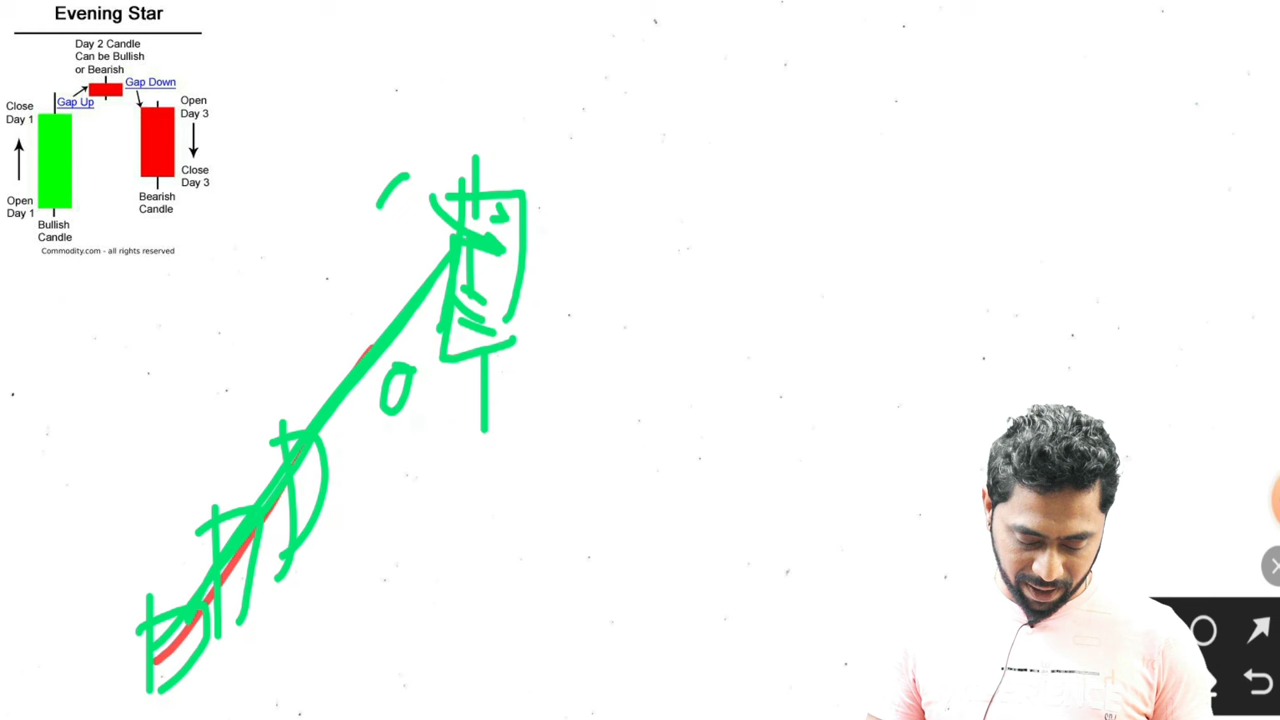 Evening Star
Day 2 Candle
Can be Bullish
or Bearish
Gap Down
Gap Up
Close
Day 1
Open
Day 3
Close
Day 3
Open
Day 1
Bearish
Candle
Bullish
Candle
Commodity.com - all rights reserved